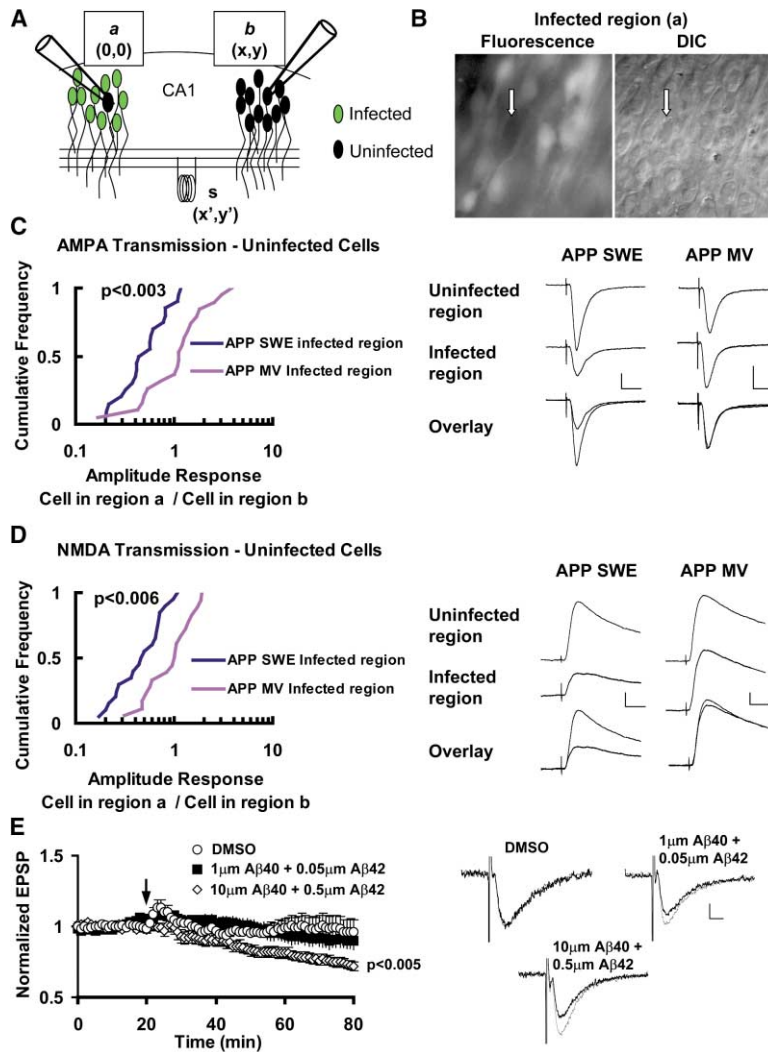 A
a
(0,0)
b
(x,y)
CA1
Infected
Uninfected
s
(x',y')
B
Infected region (a)
Fluorescence
DIC
C
AMPA Transmission - Uninfected Cells
Cumulative Frequency
1
0.5
0
p<0.003
APP SWE infected region
APP MV Infected region
0.1
1
10
Amplitude Response
Cell in region a / Cell in region b
APP SWE
APP MV
Uninfected
region
Infected
region
Overlay
D
NMDA Transmission - Uninfected Cells
Cumulative Frequency
1
0.5
0
p<0.006
APP SWE Infected region
APP MV Infected region
0.1
1
10
Amplitude Response
Cell in region a / Cell in region b
APP SWE
APP MV
Uninfected
region
Infected
region
Overlay
E
Normalized EPSP
1.5
1
0.5
DMSO
1μm Aβ40 + 0.05μm Aβ42
10μm Aβ40 + 0.5μm Aβ42
p<0.005
0
20
40
60
80
Time (min)
DMSO
1μm Aβ40 +
0.05μm Aβ42
10μm Aβ40 +
0.5μm Aβ42